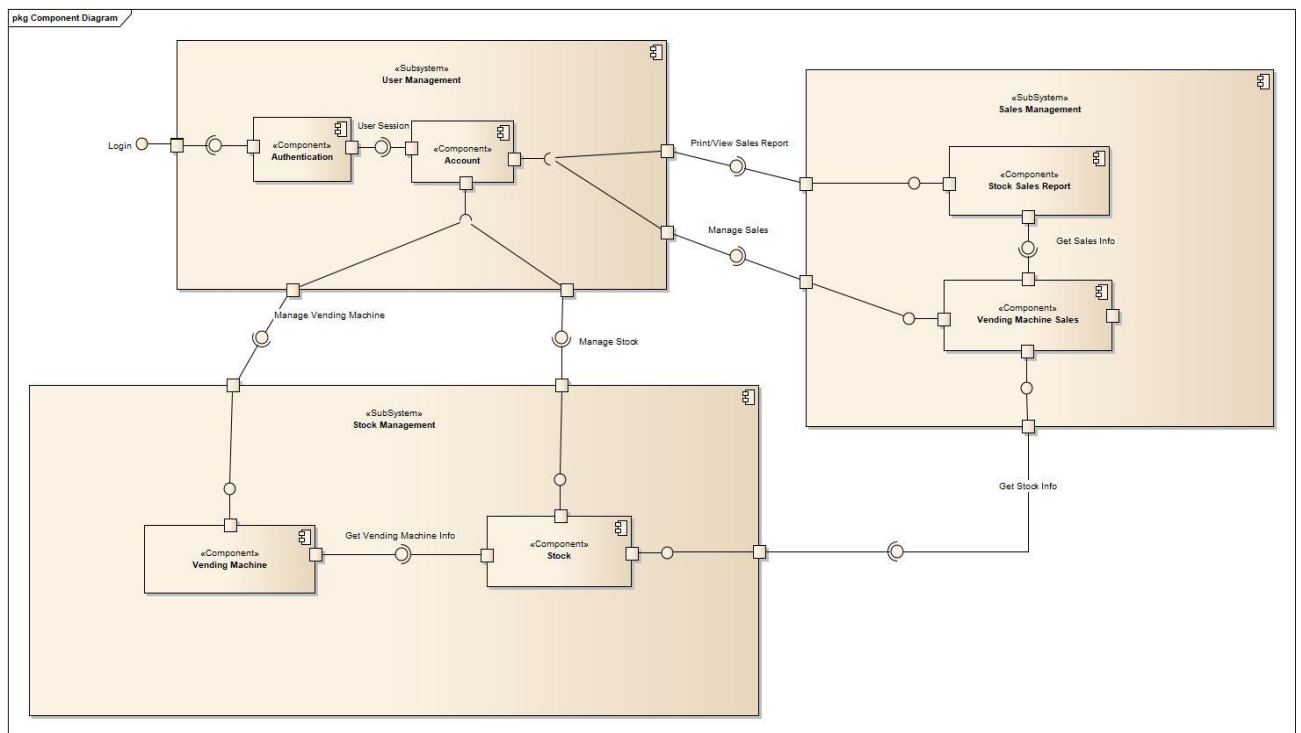 pkg Component Diagram
«Subsystem»
User Management
Login
«Component»
Authentication
User Session
«Component»
Account
Print/View Sales Report
Manage Sales
«SubSystem»
Sales Management
«Component»
Stock Sales Report
Get Sales Info
«Component»
Vending Machine Sales
Manage Vending Machine
Manage Stock
«SubSystem»
Stock Management
Get Stock Info
«Component»
Vending Machine
Get Vending Machine Info
«Component»
Stock